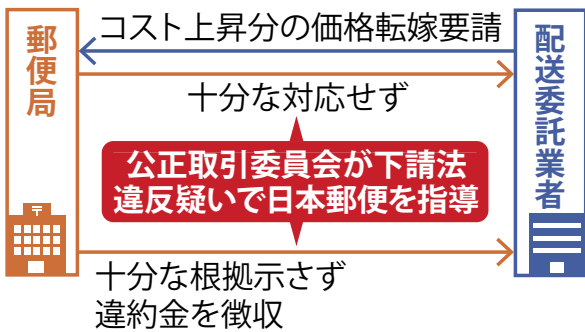 コスト上昇分の価格転嫁要請
郵便局
配送委託業者
十分な対応せず
公正取引委員会が下請法
違反疑いで日本郵便を指導
〒
十分な根拠示さず
違約金を徴収